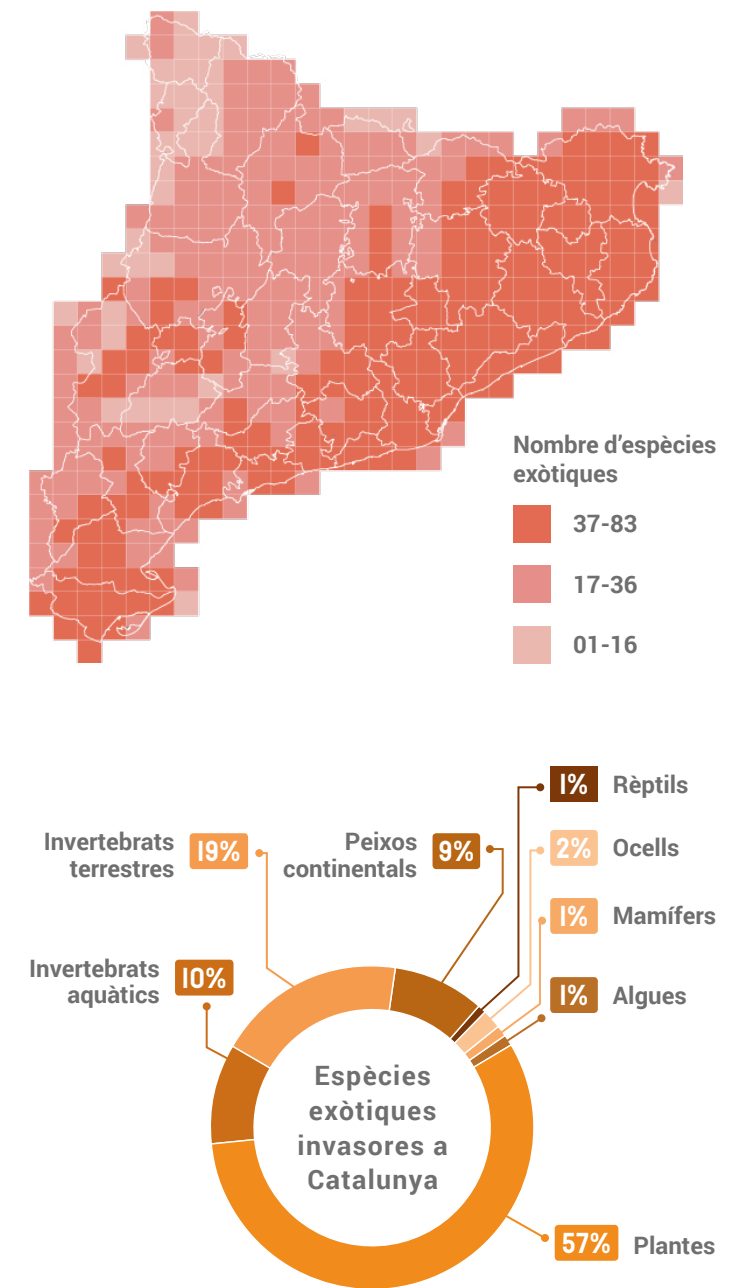 Nombre d'espècies
exòtiques
37-83
17-36
01-16
1% Rèptils
Invertebrats
terrestres
19%
Peixos
continentals
9%
2% Ocells
1% Mamífers
Invertebrats
aquàtics
10%
1% Algues
Espècies
exòtiques
invasores a
Catalunya
57% Plantes